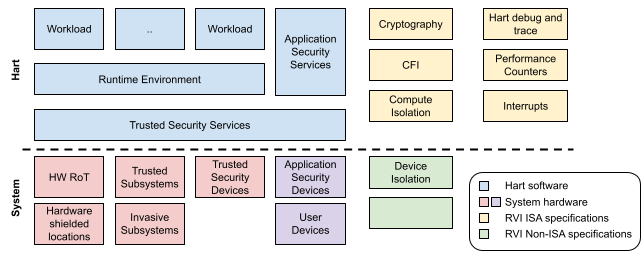 Hart
Workload
..
Workload
Application
Security
Services
Runtime Environment
Trusted Security Services
Cryptography
CFI
Compute
Isolation
Hart debug and
trace
Performance
Counters
Interrupts
System
HW RoT
Trusted
Subsystems
Trusted
Security
Devices
Application
Security
Devices
Hardware
shielded
locations
Invasive
Subsystems
User
Devices
Device
Isolation
Hart software
System hardware
RVI ISA specifications
RVI Non-ISA specifications